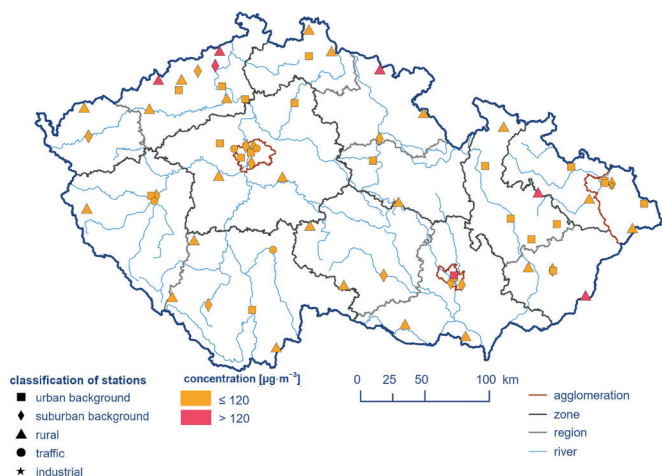 classification of stations
urban background
suburban background
rural
traffic
industrial
concentration [µg·m⁻³]
≤ 120
> 120
0 25 50 100 km
agglomeration
zone
region
river